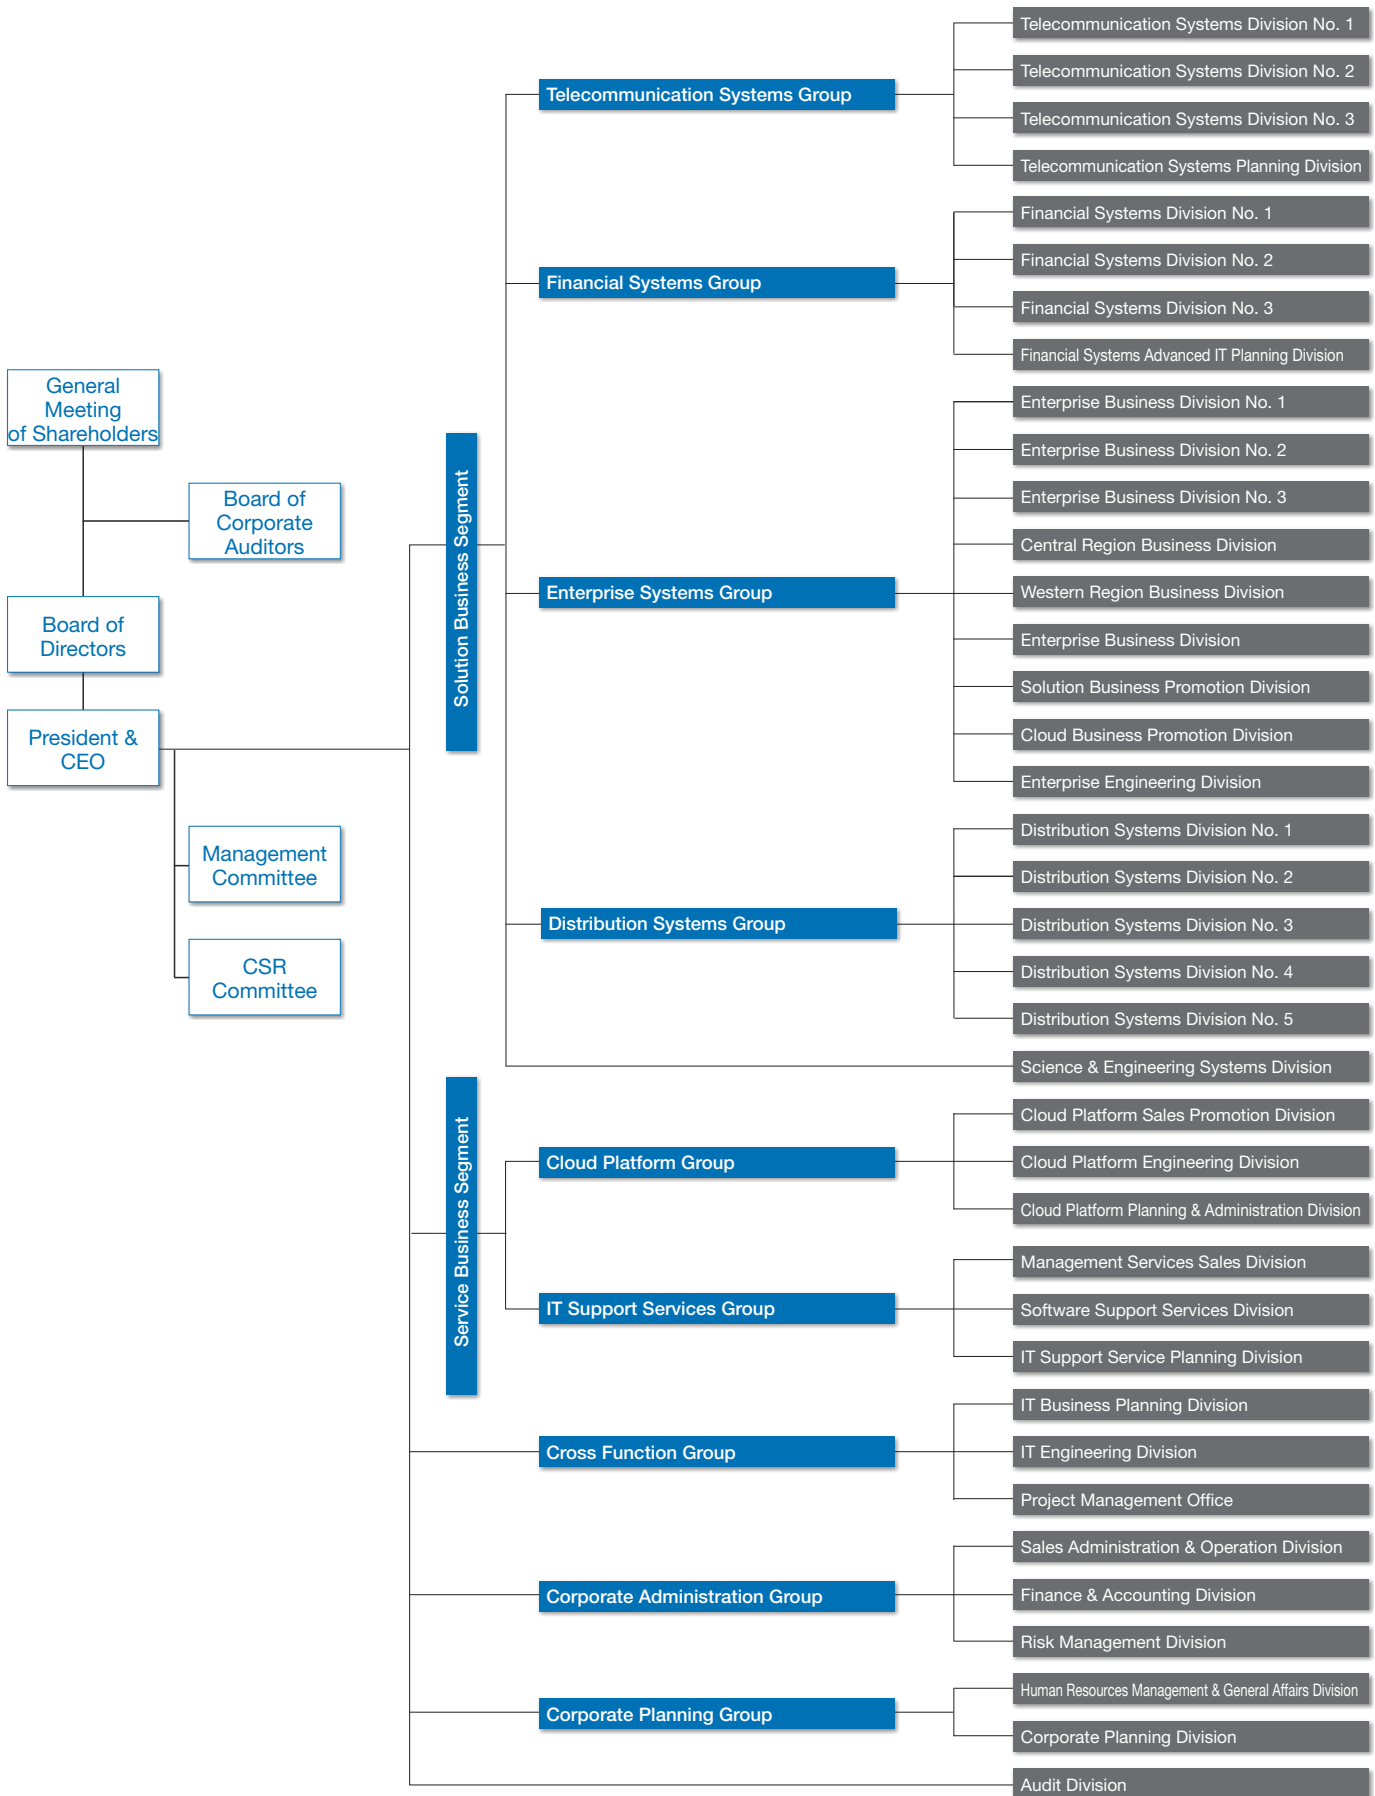 General
Meeting
of Shareholders
Board of
Corporate
Auditors
Board of
Directors
President &
CEO
Management
Committee
CSR
Committee
Solution Business Segment
Telecommunication Systems Group
Telecommunication Systems Division No. 1
Telecommunication Systems Division No. 2
Telecommunication Systems Division No. 3
Telecommunication Systems Planning Division
Financial Systems Group
Financial Systems Division No. 1
Financial Systems Division No. 2
Financial Systems Division No. 3
Financial Systems Advanced IT Planning Division
Enterprise Systems Group
Enterprise Business Division No. 1
Enterprise Business Division No. 2
Enterprise Business Division No. 3
Central Region Business Division
Western Region Business Division
Enterprise Business Division
Solution Business Promotion Division
Cloud Business Promotion Division
Enterprise Engineering Division
Distribution Systems Group
Distribution Systems Division No. 1
Distribution Systems Division No. 2
Distribution Systems Division No. 3
Distribution Systems Division No. 4
Distribution Systems Division No. 5
Science & Engineering Systems Division
Service Business Segment
Cloud Platform Group
Cloud Platform Sales Promotion Division
Cloud Platform Engineering Division
Cloud Platform Planning & Administration Division
IT Support Services Group
Management Services Sales Division
Software Support Services Division
IT Support Service Planning Division
Cross Function Group
IT Business Planning Division
IT Engineering Division
Project Management Office
Corporate Administration Group
Sales Administration & Operation Division
Finance & Accounting Division
Risk Management Division
Corporate Planning Group
Human Resources Management & General Affairs Division
Corporate Planning Division
Audit Division